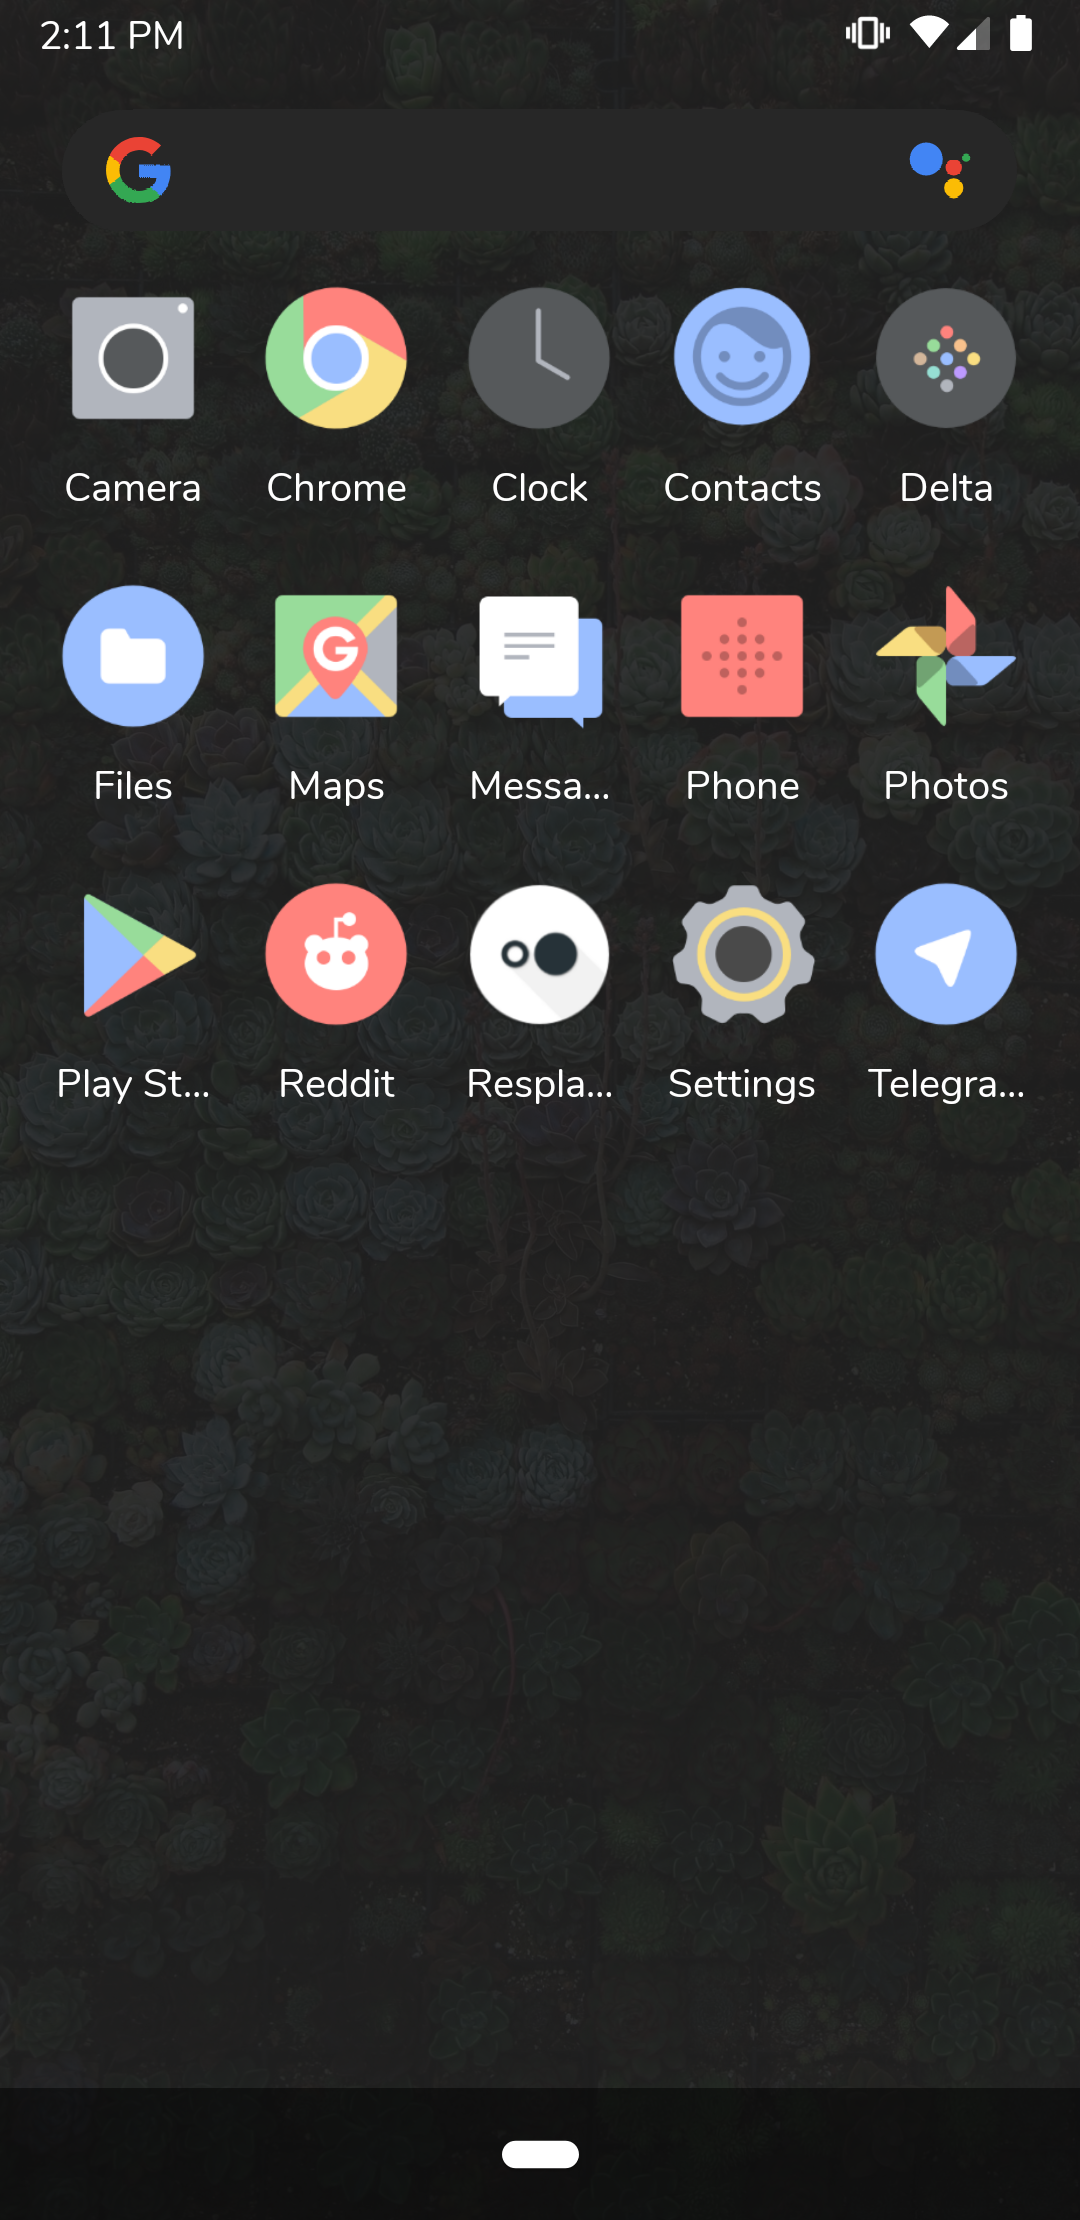 2:11 PM
Camera Chrome Clock Contacts Delta
Files Maps Messa... Phone Photos
Play St... Reddit Respla... Settings Telegra...